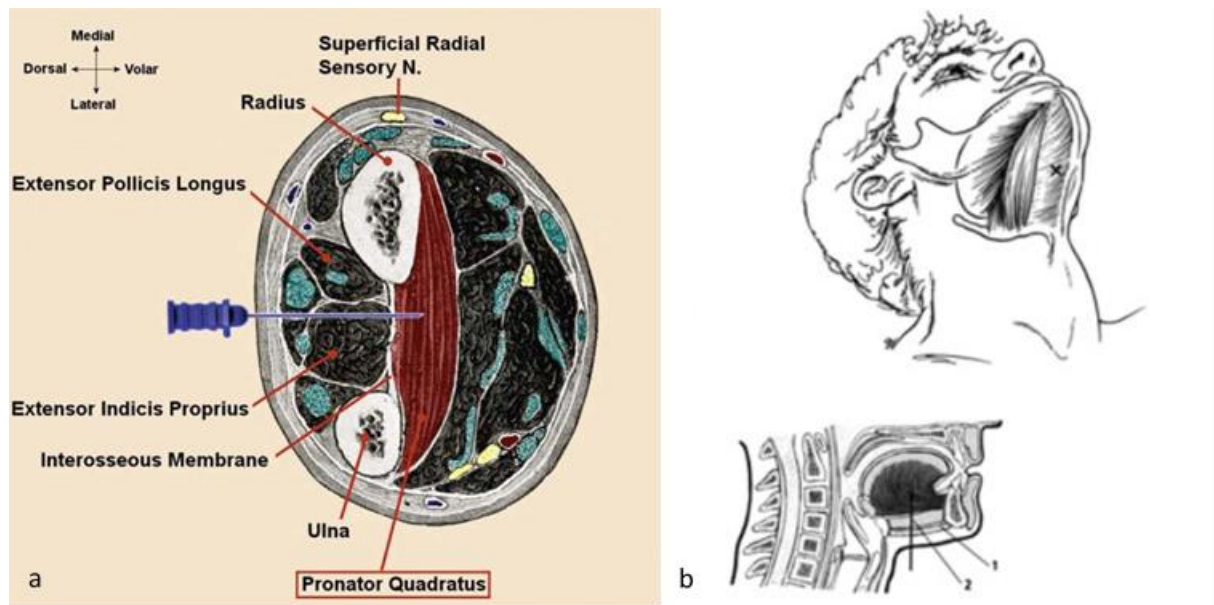 Medial
Dorsal Volar
Lateral
Superficial Radial
Sensory N.
Radius
Extensor Pollicis Longus
Extensor Indicis Proprius
Interosseous Membrane
Ulna
Pronator Quadratus
a
x
1
2
b